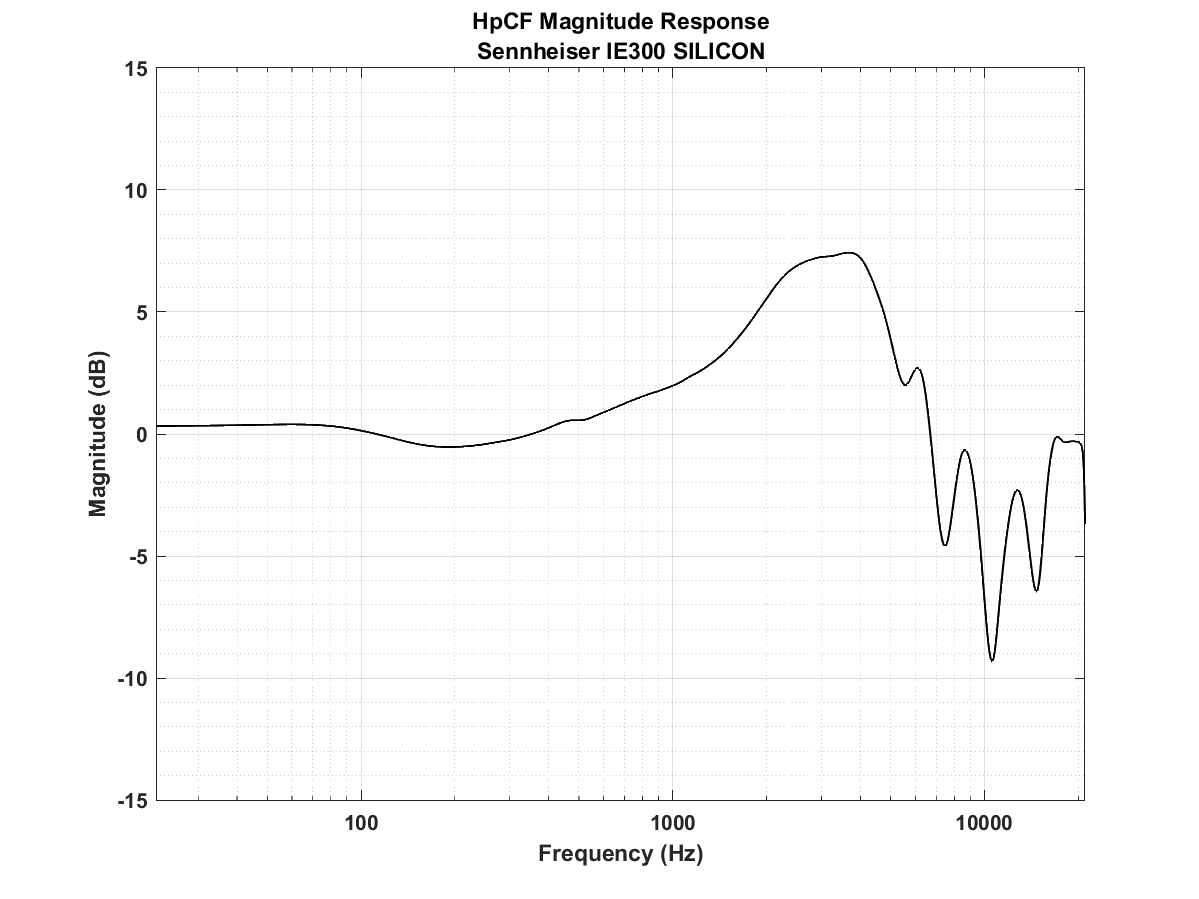 HpCF Magnitude Response
Sennheiser IE300 SILICON
15
10
5
0
-5
-10
-15
Magnitude (dB)
100
1000
10000
Frequency (Hz)